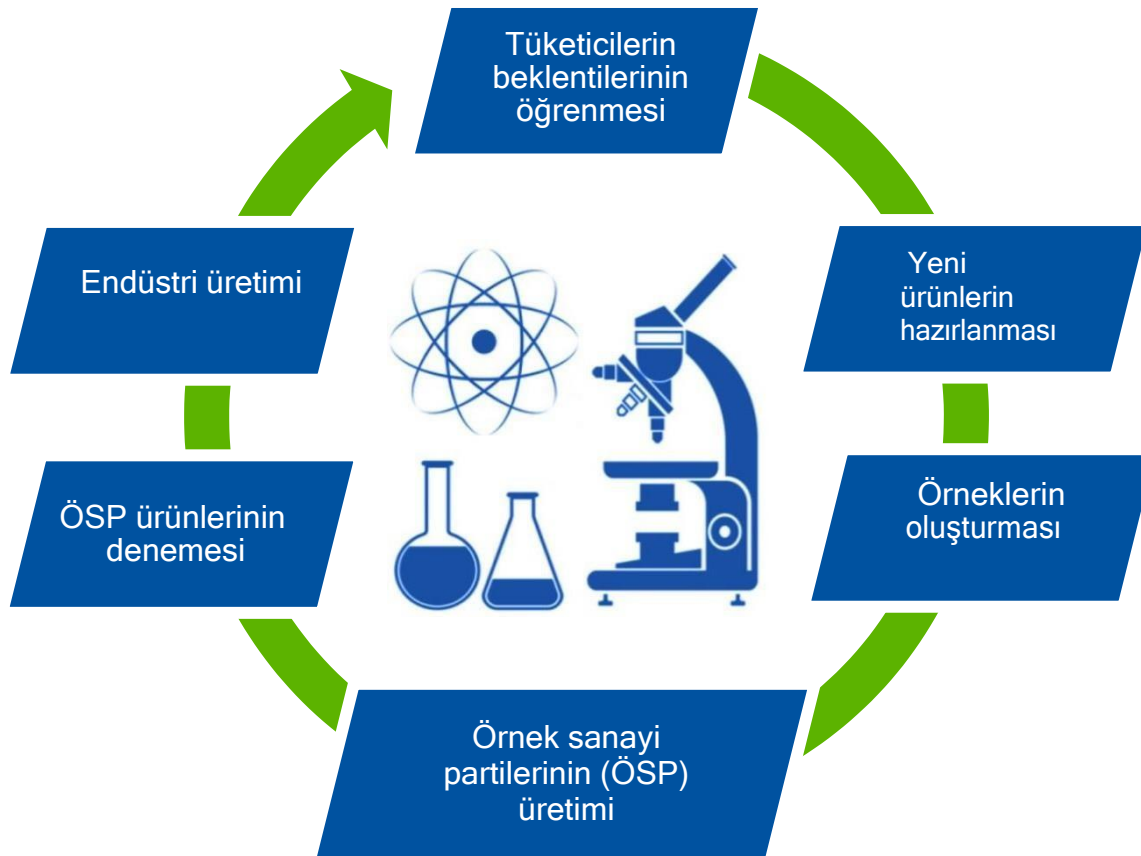 Tüketicilerin
beklentilerinin
öğrenmesi
Yeni
ürünlerin
hazırlanması
Örneklerin
oluşturması
Örnek sanayi
partilerinin (ÖSP)
üretimi
ÖSP ürünlerinin
denemesi
Endüstri üretimi